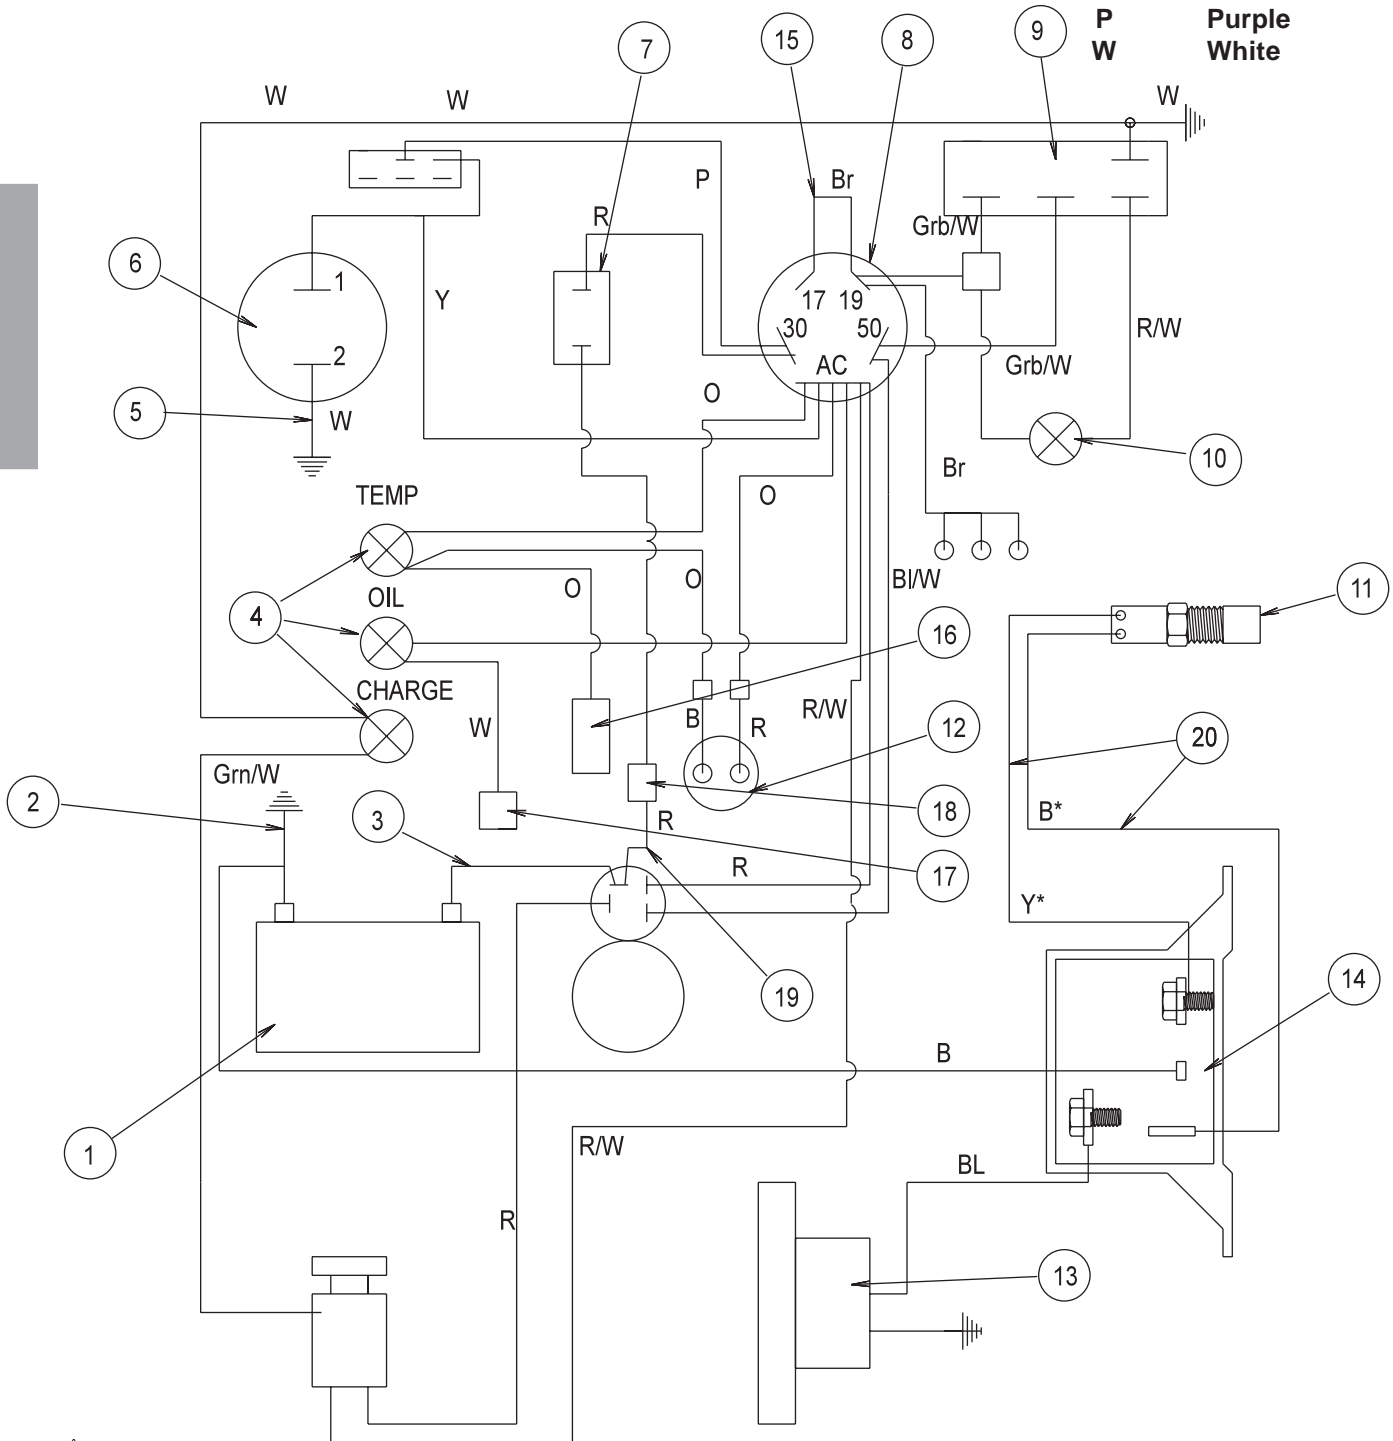 P Purple
W White
7
15
8
9
W
W
W
P
Br
R
Grb/W
6
1
2
Y
17
19
30
50
AC
R/W
Grb/W
5
W
O
10
Br
TEMP
O
OIL
O
O
Bl/W
4
11
16
CHARGE
W
B
R
R/W
12
20
Grn/W
2
3
18
B*
R
17
R
Y*
19
14
B
1
R/W
BL
R
13